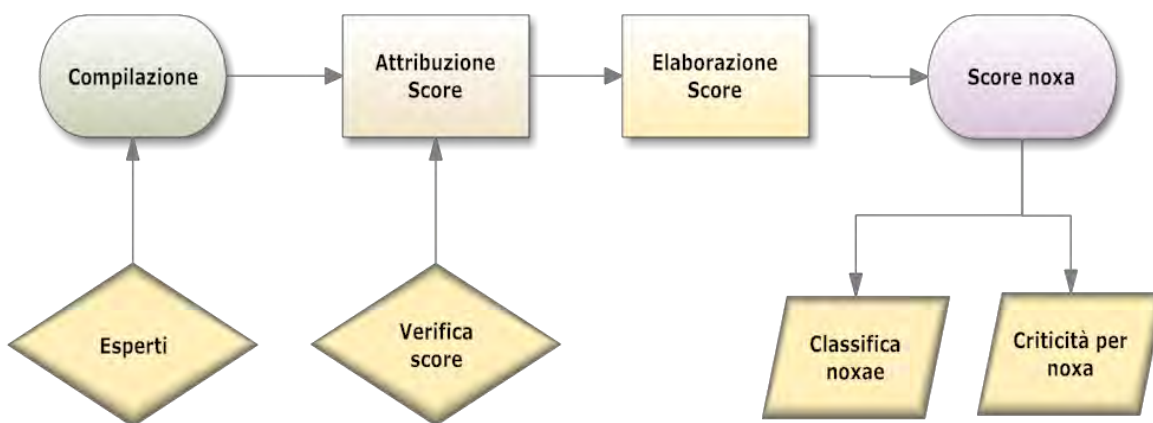 Compilazione
Attribuzione
Score
Elaborazione
Score
Score noxa
Esperti
Verifica
score
Classifica
noxae
Criticità per
noxa